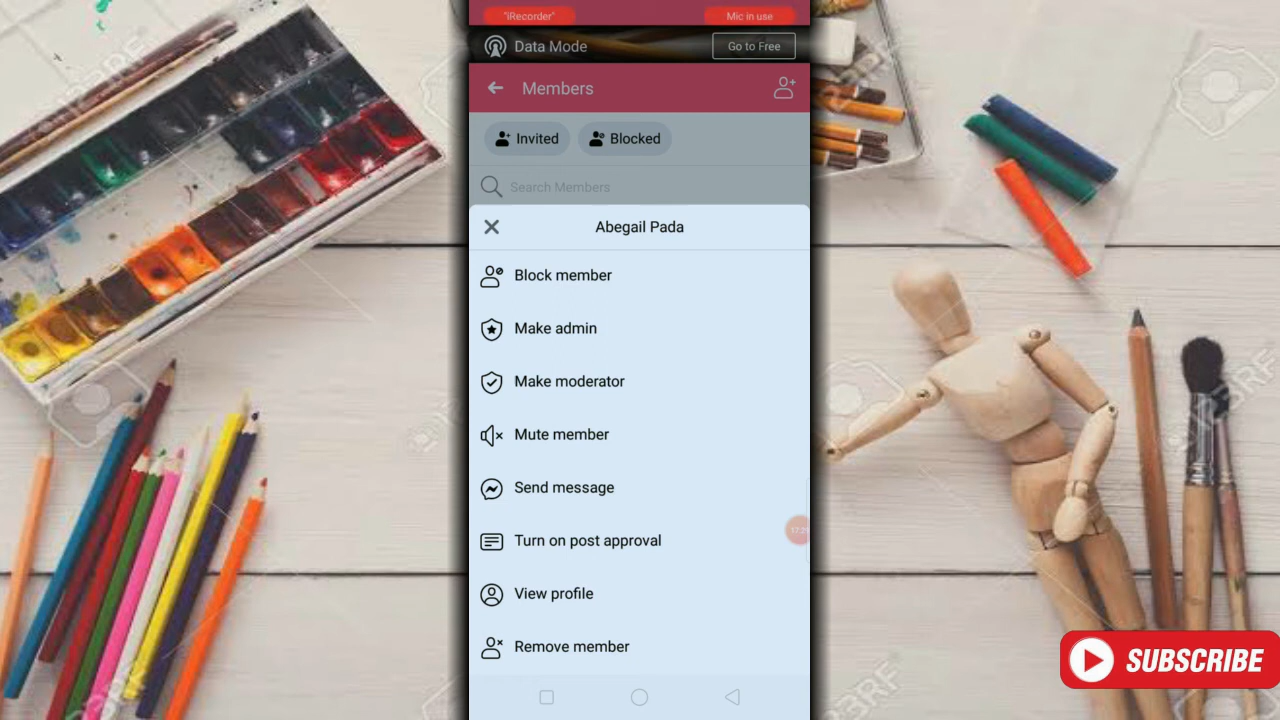 "iRecorder"
Mic in use
Data Mode
Go to Free
Members
Invited
Blocked
Search Members
Abegail Pada
Block member
Make admin
Make moderator
Mute member
Send message
Turn on post approval
View profile
Remove member
SUBSCRIBE